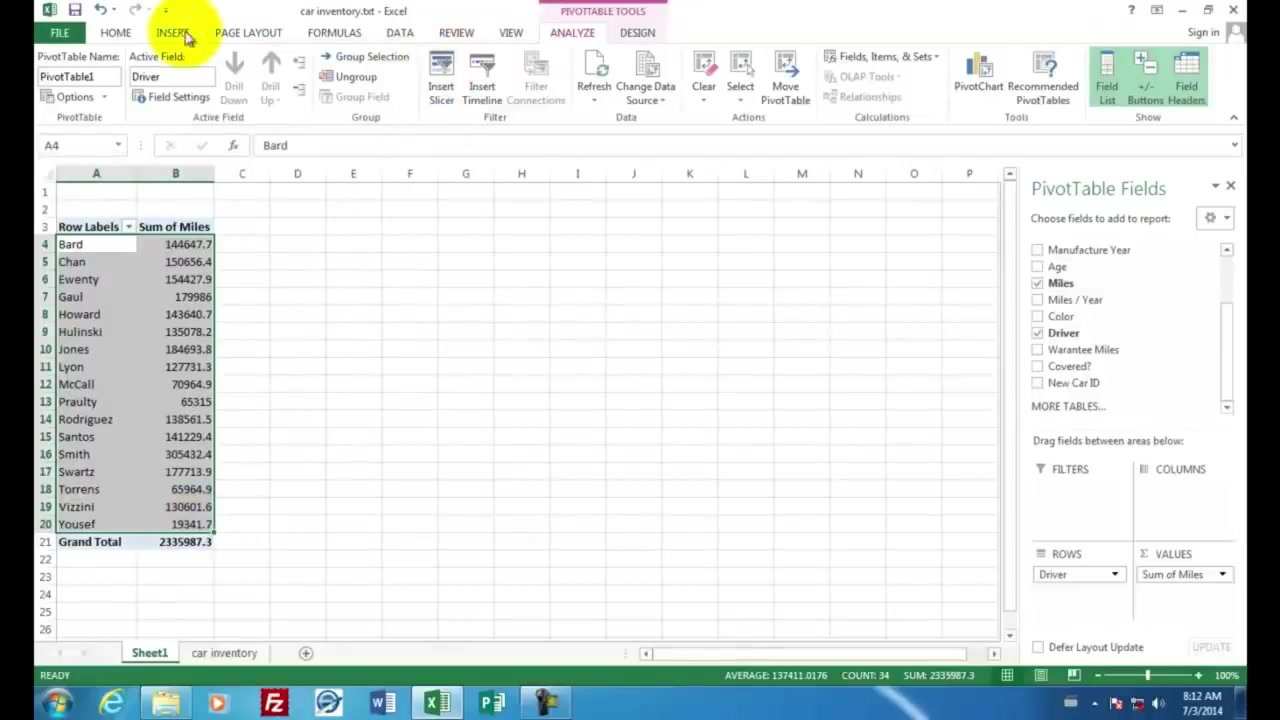 car inventory.txt - Excel
PIVOTTABLE TOOLS
?
Sign in
FILE HOME INSERT PAGE LAYOUT FORMULAS DATA REVIEW VIEW ANALYZE DESIGN
PivotTable Name:
PivotTable1
Options
PivotTable
Active Field:
Driver
Field Settings
Drill Down
Drill Up
Active Field
Group Selection
Ungroup
Group Field
Group
Insert Slicer
Insert Timeline
Filter Connections
Filter
Refresh
Change Data Source
Data
Clear
Select
Move PivotTable
Actions
Fields, Items, & Sets
OLAP Tools
Relationships
Calculations
PivotChart
Recommended PivotTables
Tools
Field List
+/- Buttons
Field Headers
Show
A4 fx Bard
A B C D E F G H I J K L M N O P
1
2
3 Row Labels Sum of Miles
4 Bard 144647.7
5 Chan 150656.4
6 Ewenty 154427.9
7 Gaul 179986
8 Howard 143640.7
9 Hulinski 135078.2
10 Jones 184693.8
11 Lyon 127731.3
12 McCall 70964.9
13 Praulty 65315
14 Rodriguez 138561.5
15 Santos 141229.4
16 Smith 305432.4
17 Swartz 177713.9
18 Torrens 65964.9
19 Vizzini 130601.6
20 Yousef 19341.7
21 Grand Total 2335987.3
22
23
24
25
26
PivotTable Fields
Choose fields to add to report:
Manufacture Year
Age
Miles
Miles / Year
Color
Driver
Warantee Miles
Covered?
New Car ID
MORE TABLES...
Drag fields between areas below:
FILTERS COLUMNS
ROWS Σ VALUES
Driver Sum of Miles
Defer Layout Update UPDATE
Sheet1 car inventory
READY AVERAGE: 137411.0176 COUNT: 34 SUM: 2335987.3 100%
8:12 AM
7/3/2014